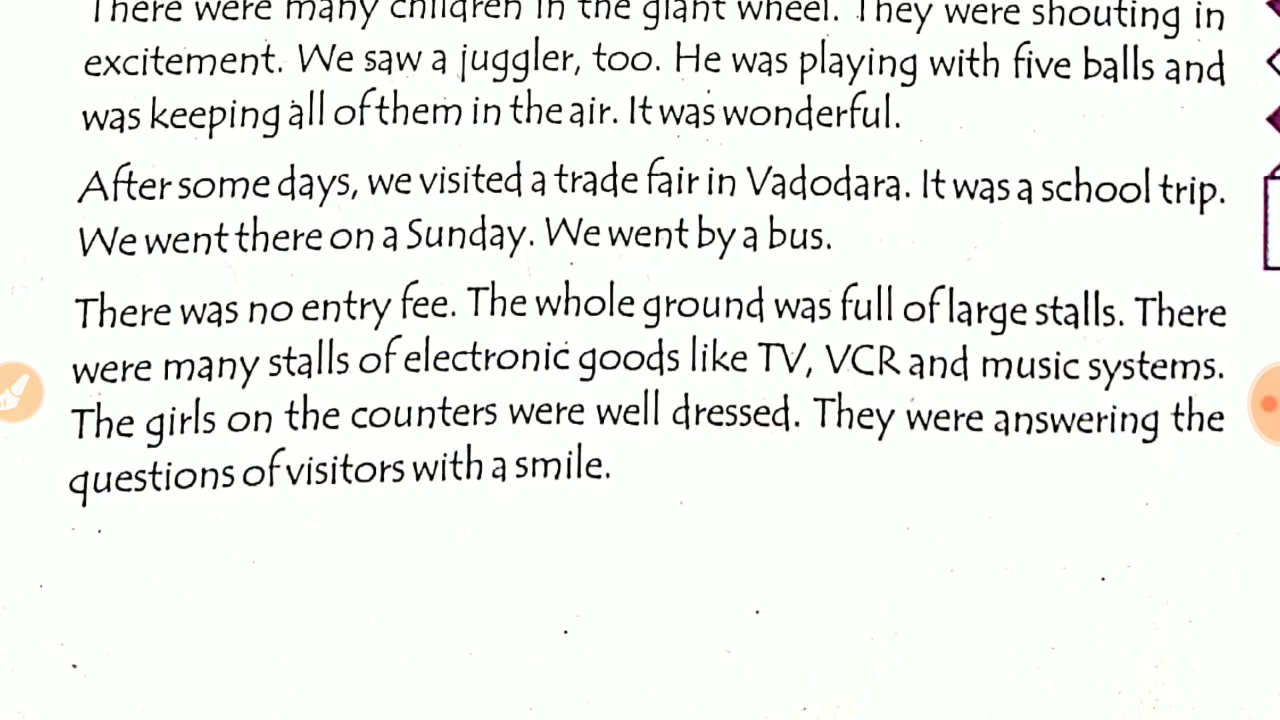 There were many children in the giant wheel. They were shouting in
excitement. We saw a juggler, too. He was playing with five balls and
was keeping all of them in the air. It was wonderful.
After some days, we visited a trade fair in Vadodara. It was a school trip.
We went there on a Sunday. We went by a bus.
There was no entry fee. The whole ground was full of large stalls. There
were many stalls of electronic goods like TV, VCR and music systems.
The girls on the counters were well dressed. They were answering the
questions of visitors with a smile.